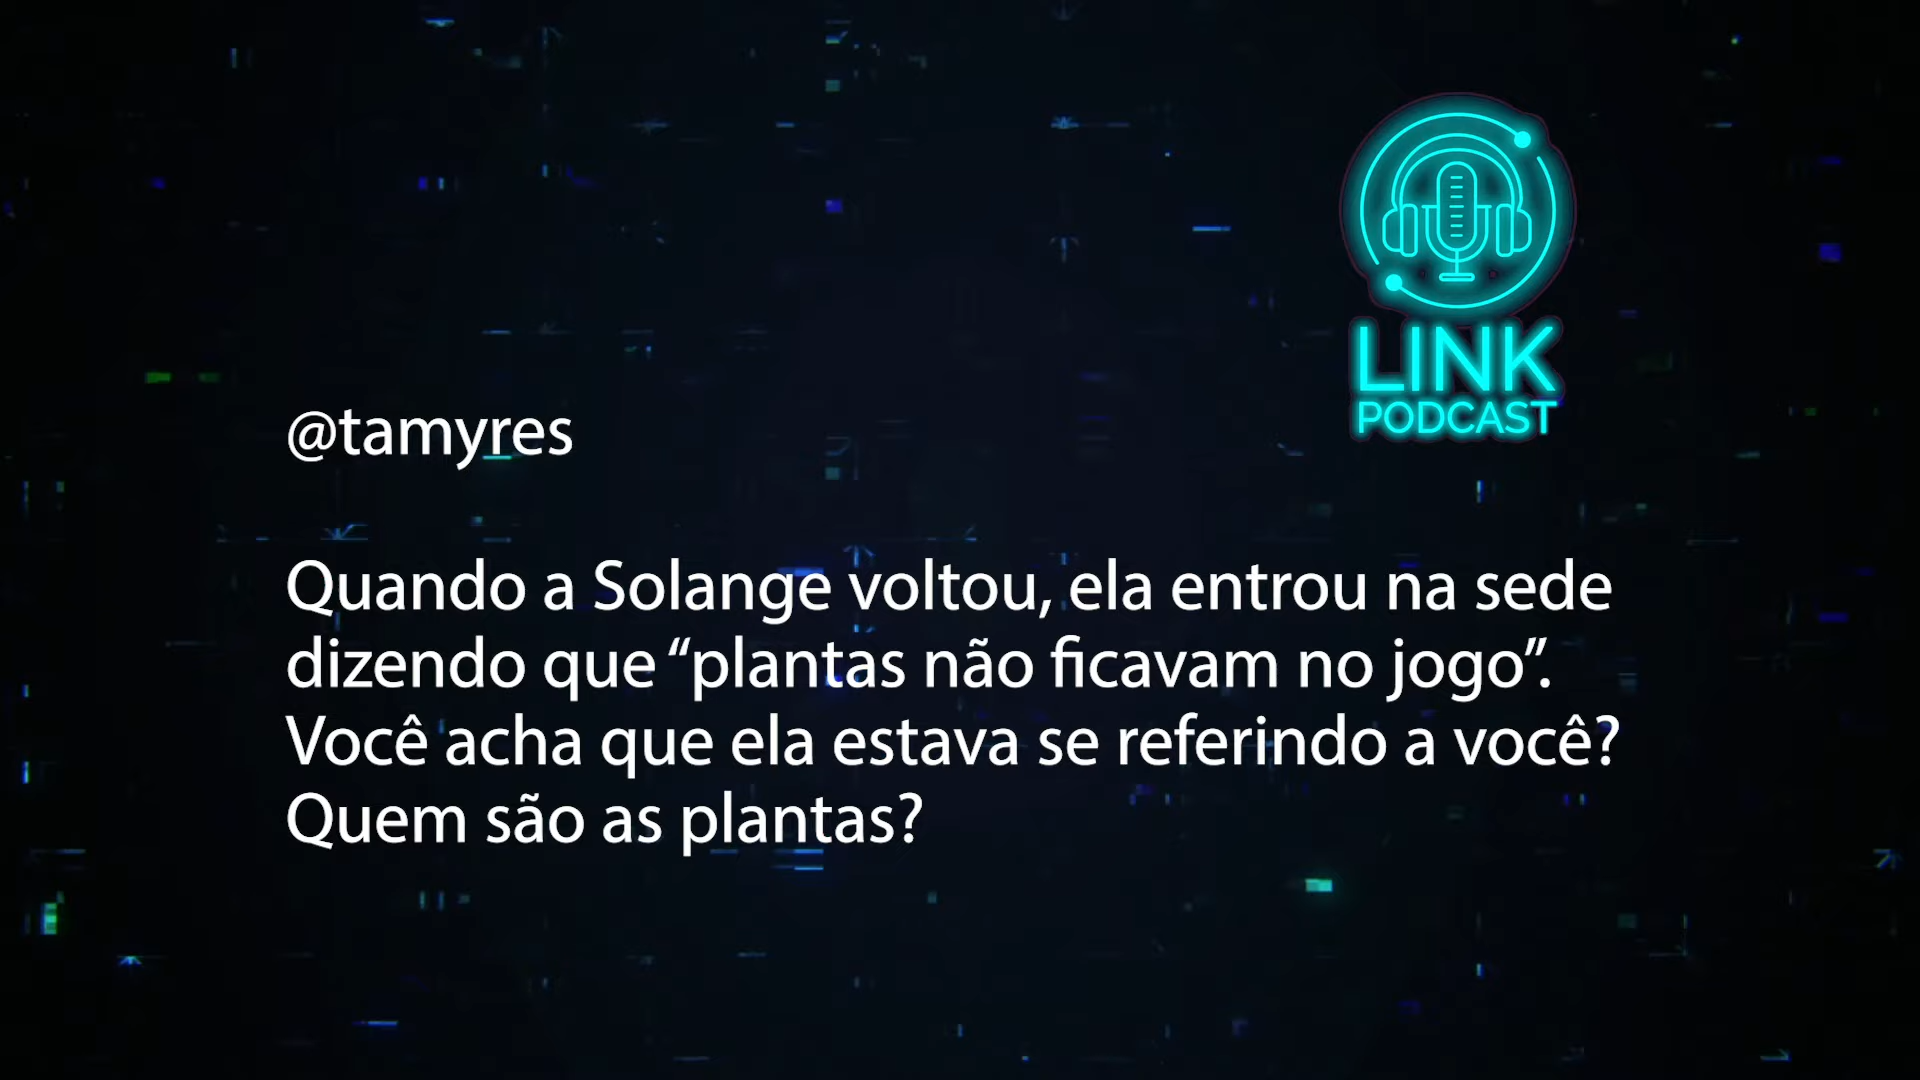 LINK
PODCAST
@tamyres
Quando a Solange voltou, ela entrou na sede
dizendo que “plantas não ficavam no jogo”.
Você acha que ela estava se referindo a você?
Quem são as plantas?